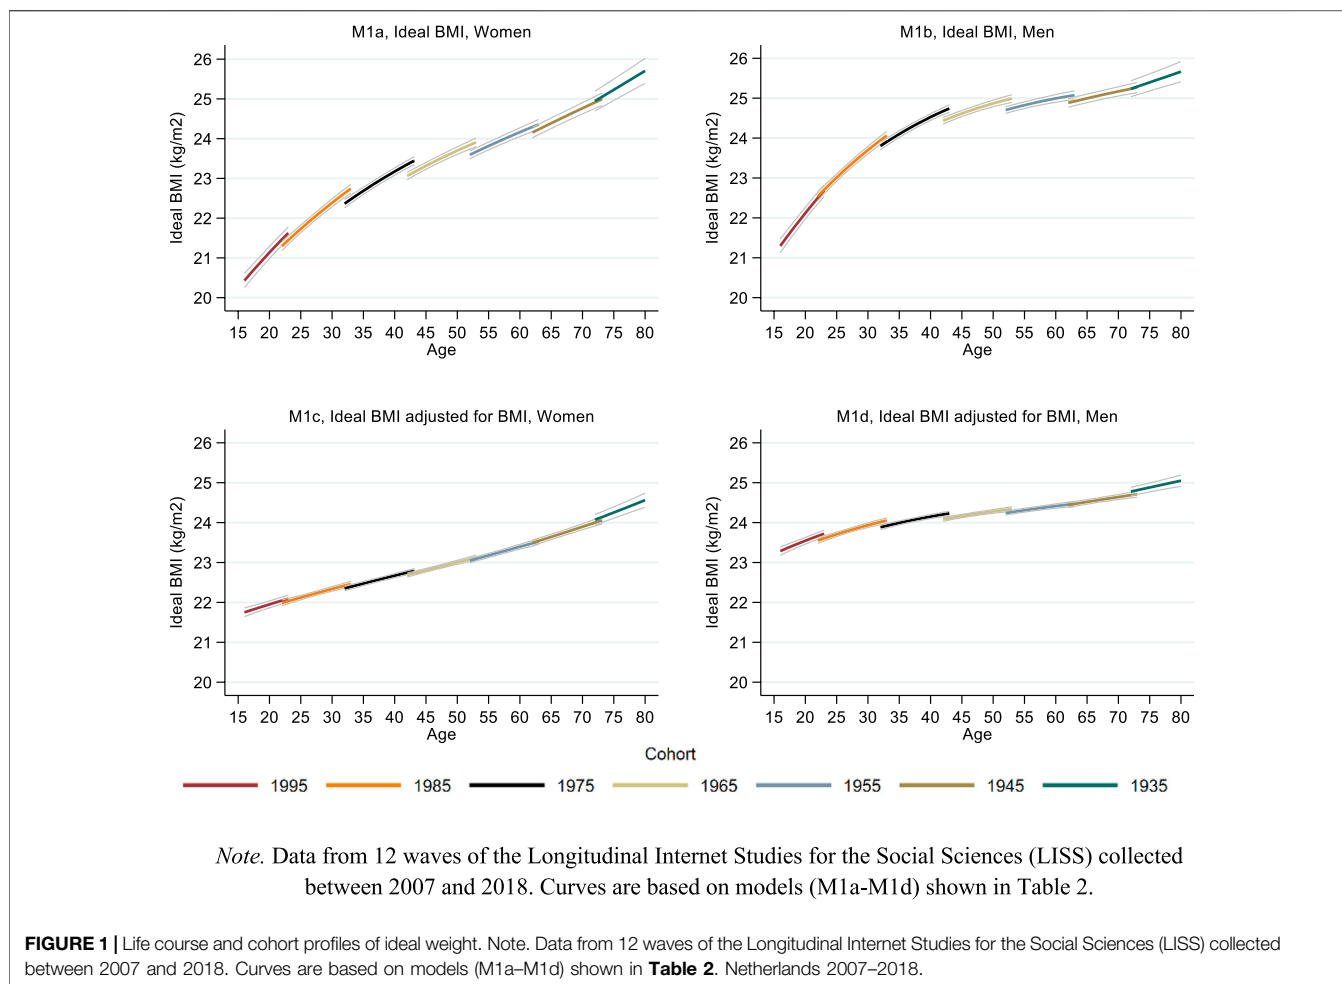 M1a, Ideal BMI, Women
26
25
24
23
22
21
20
Ideal BMI (kg/m2)
15 20 25 30 35 40 45 50 55 60 65 70 75 80
Age
M1b, Ideal BMI, Men
26
25
24
23
22
21
20
Ideal BMI (kg/m2)
15 20 25 30 35 40 45 50 55 60 65 70 75 80
Age
M1c, Ideal BMI adjusted for BMI, Women
26
25
24
23
22
21
20
Ideal BMI (kg/m2)
15 20 25 30 35 40 45 50 55 60 65 70 75 80
Age
M1d, Ideal BMI adjusted for BMI, Men
26
25
24
23
22
21
20
Ideal BMI (kg/m2)
15 20 25 30 35 40 45 50 55 60 65 70 75 80
Age
Cohort
1995 1985 1975 1965 1955 1945 1935
Note. Data from 12 waves of the Longitudinal Internet Studies for the Social Sciences (LISS) collected
between 2007 and 2018. Curves are based on models (M1a-M1d) shown in Table 2.
FIGURE 1 | Life course and cohort profiles of ideal weight. Note. Data from 12 waves of the Longitudinal Internet Studies for the Social Sciences (LISS) collected
between 2007 and 2018. Curves are based on models (M1a–M1d) shown in Table 2. Netherlands 2007–2018.